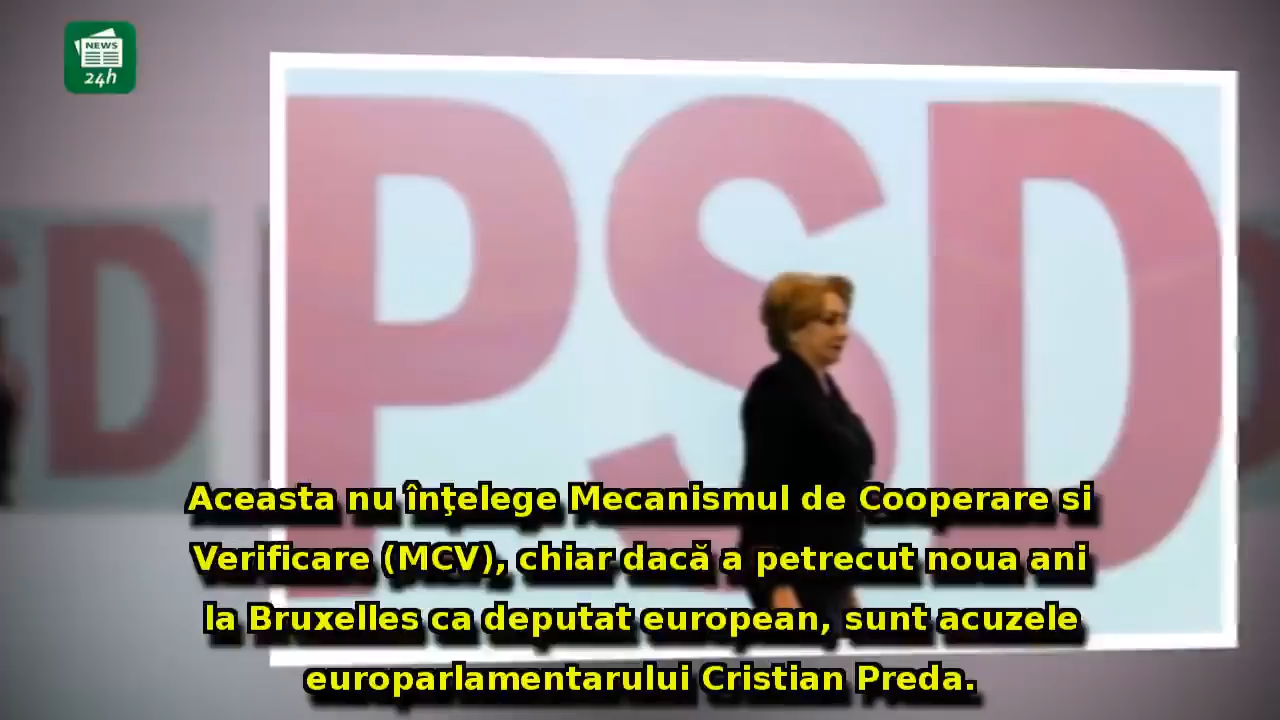 NEWS
24h
PSD
SD
Aceasta nu înţelege Mecanismul de Cooperare si
Verificare (MCV), chiar dacă a petrecut noua ani
la Bruxelles ca deputat european, sunt acuzele
europarlamentarului Cristian Preda.